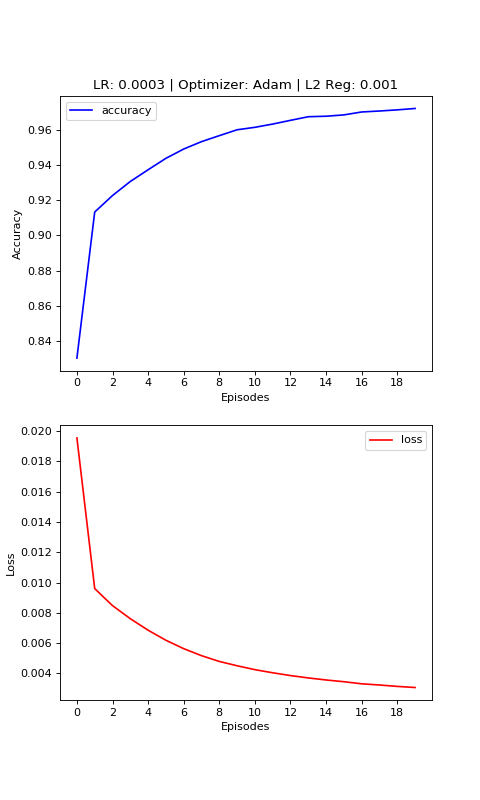 LR: 0.0003 | Optimizer: Adam | L2 Reg: 0.001
accuracy
0.96
0.94
0.92
0.90
0.88
0.86
0.84
Accuracy
0 2 4 6 8 10 12 14 16 18
Episodes
loss
0.020
0.018
0.016
0.014
0.012
0.010
0.008
0.006
0.004
Loss
0 2 4 6 8 10 12 14 16 18
Episodes